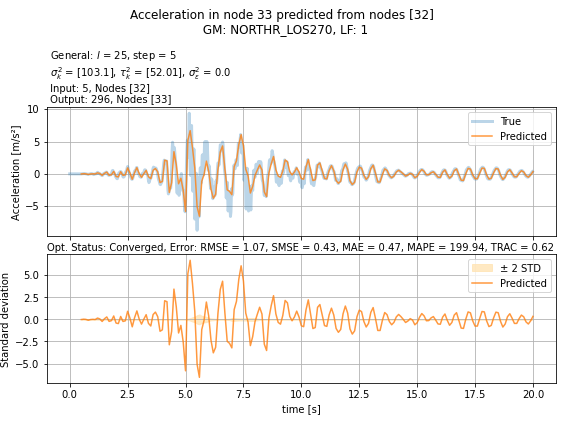 Acceleration in node 33 predicted from nodes [32]
GM: NORTHR_LOS270, LF: 1
General: l = 25, step = 5
σ²ₖ = [103.1], τ²ₖ = [52.01], σ²ε = 0.0
Input: 5, Nodes [32]
Output: 296, Nodes [33]
Acceleration [m/s²]
10
5
0
−5
True
Predicted
Opt. Status: Converged, Error: RMSE = 1.07, SMSE = 0.43, MAE = 0.47, MAPE = 199.94, TRAC = 0.62
Standard deviation
5.0
2.5
0.0
−2.5
−5.0
± 2 STD
Predicted
0.0 2.5 5.0 7.5 10.0 12.5 15.0 17.5 20.0
time [s]